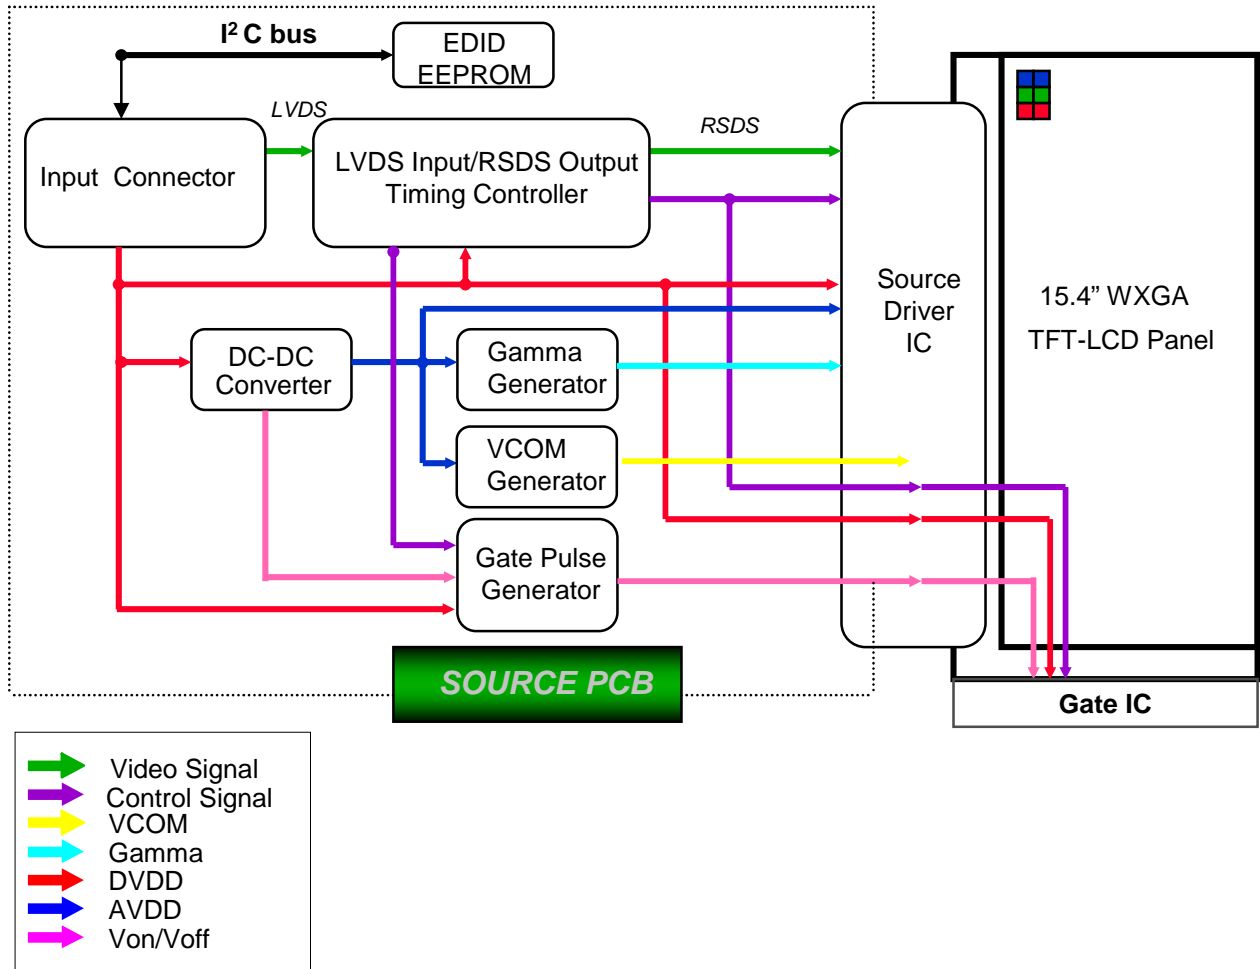 I² C bus
EDID
EEPROM
LVDS
RSDS
Input Connector
LVDS Input/RSDS Output
Timing Controller
Source
Driver
IC
15.4” WXGA
TFT-LCD Panel
DC-DC
Converter
Gamma
Generator
VCOM
Generator
Gate Pulse
Generator
SOURCE PCB
Gate IC
Video Signal
Control Signal
VCOM
Gamma
DVDD
AVDD
Von/Voff